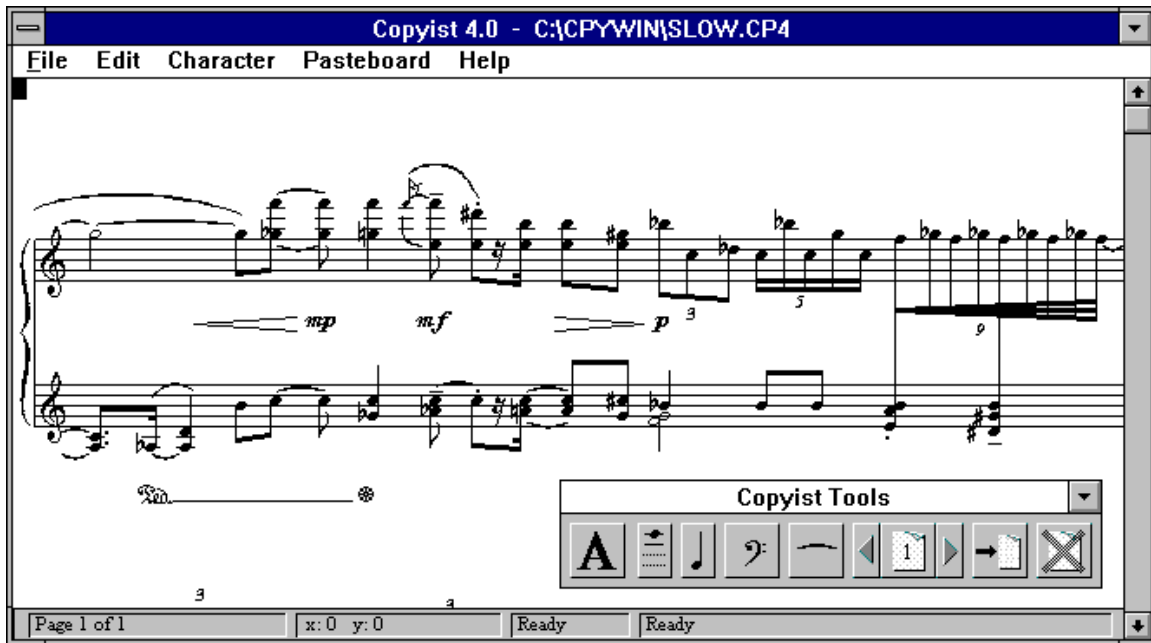 Copyist 4.0 - C:\CPYWIN\SLOW.CP4
File Edit Character Pasteboard Help
mp mf p 3 5 9
Ped.
Copyist Tools
A 1
3 3
Page 1 of 1 x: 0 y: 0 Ready Ready